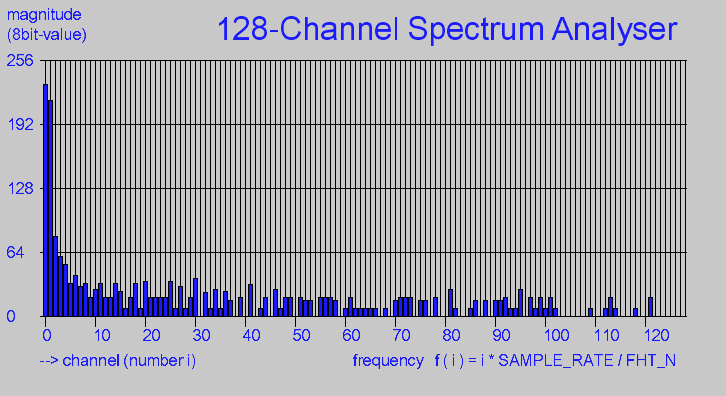 magnitude
(8bit-value)
128-Channel Spectrum Analyser
256
192
128
64
0
0 10 20 30 40 50 60 70 80 90 100 110 120
--> channel (number i)
frequency f ( i ) = i * SAMPLE_RATE / FHT_N